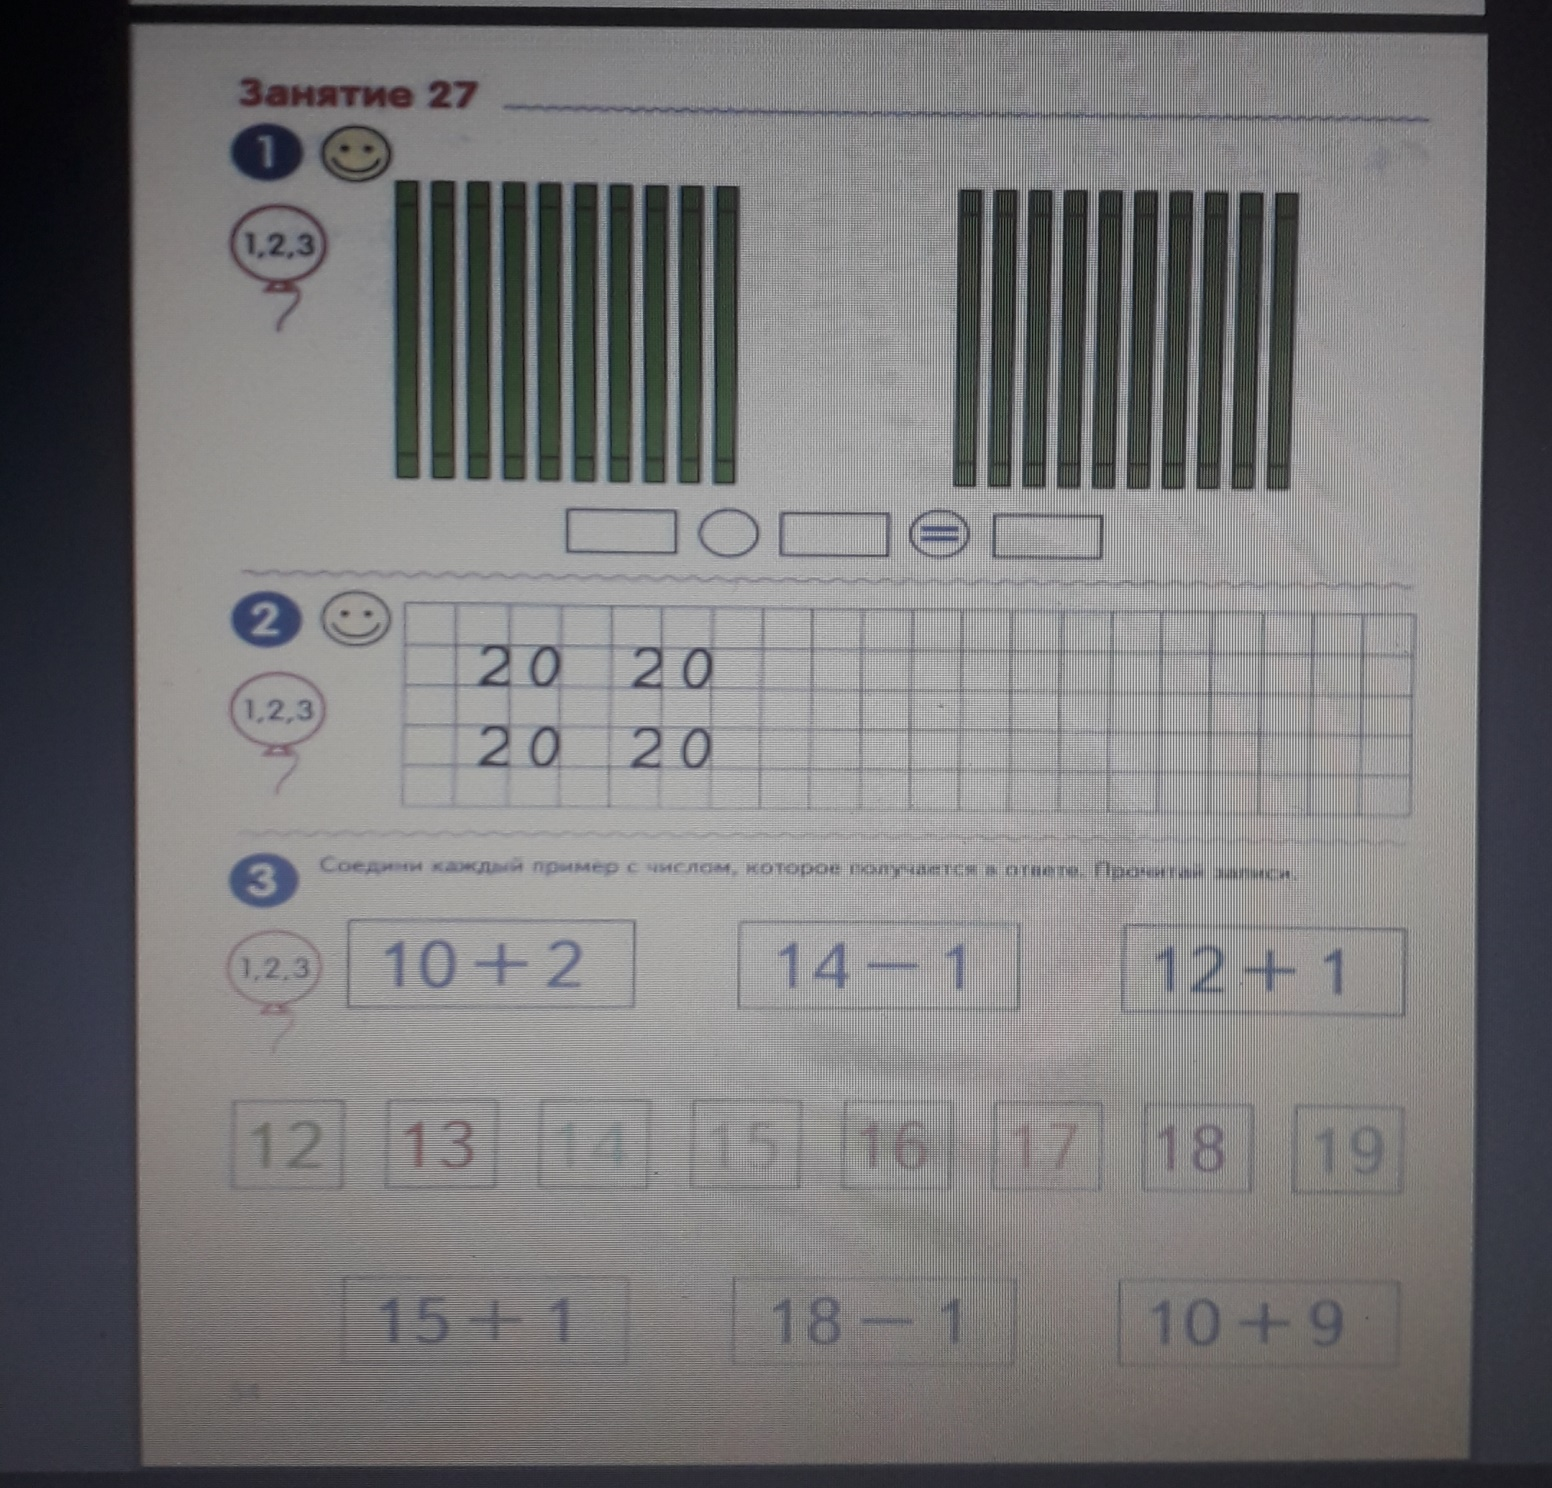 Занятие 27
1
1,2,3
=
2
20 20
1,2,3
20 20
3 Соедини каждый пример с числом, которое получается в ответе. Прочитай записи.
1,2,3
10 + 2 14 − 1 12 + 1
12 13 14 15 16 17 18 19
15 + 1 18 − 1 10 + 9
54